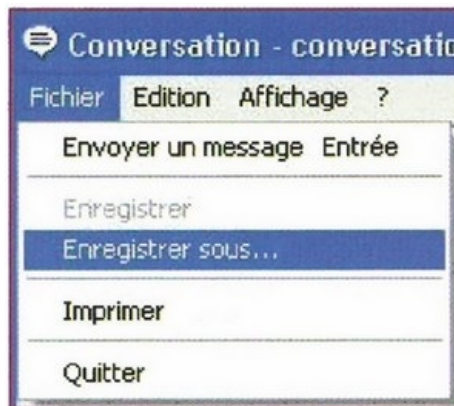 Conversation - conversatio
Fichier Edition Affichage ?
Envoyer un message Entrée
Enregistrer
Enregistrer sous...
Imprimer
Quitter